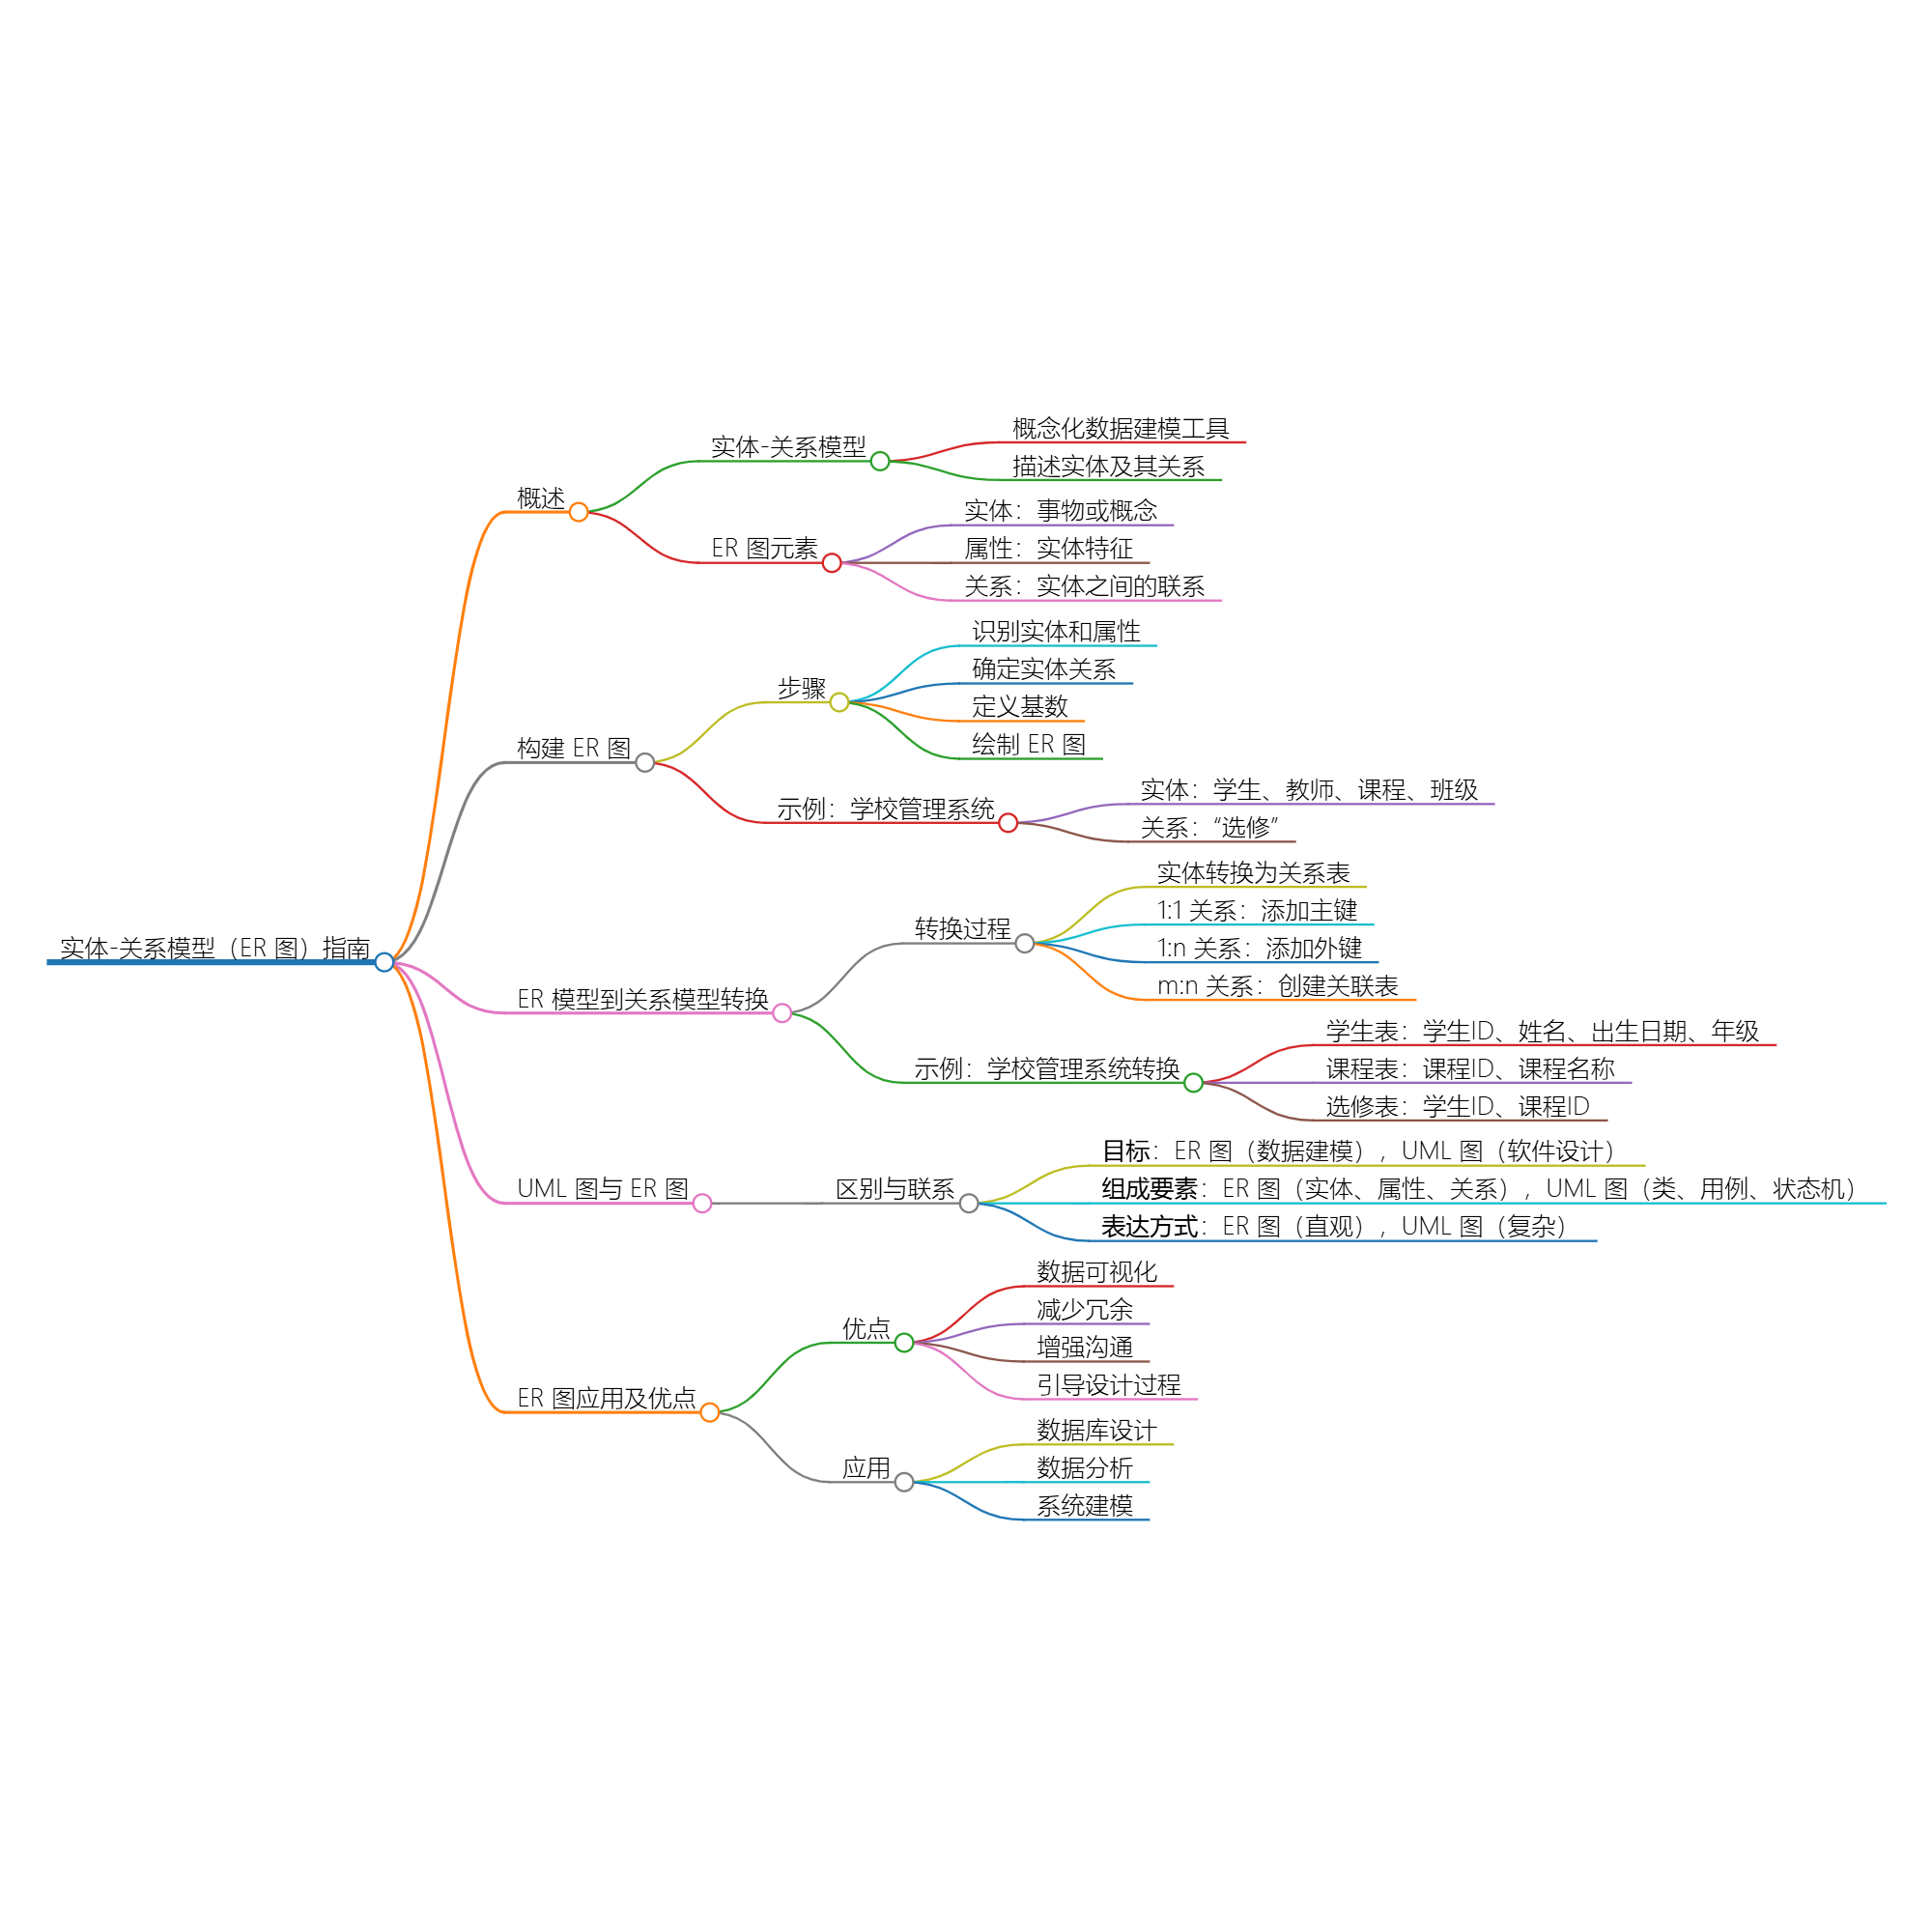 实体-关系模型（ER 图）指南
概述
实体-关系模型
概念化数据建模工具
描述实体及其关系
ER 图元素
实体：事物或概念
属性：实体特征
关系：实体之间的联系
构建 ER 图
步骤
识别实体和属性
确定实体关系
定义基数
绘制 ER 图
示例：学校管理系统
实体：学生、教师、课程、班级
关系：“选修”
ER 模型到关系模型转换
转换过程
实体转换为关系表
1:1 关系：添加主键
1:n 关系：添加外键
m:n 关系：创建关联表
示例：学校管理系统转换
学生表：学生ID、姓名、出生日期、年级
课程表：课程ID、课程名称
选修表：学生ID、课程ID
UML 图与 ER 图
区别与联系
目标：ER 图（数据建模），UML 图（软件设计）
组成要素：ER 图（实体、属性、关系），UML 图（类、用例、状态机）
表达方式：ER 图（直观），UML 图（复杂）
ER 图应用及优点
优点
数据可视化
减少冗余
增强沟通
引导设计过程
应用
数据库设计
数据分析
系统建模